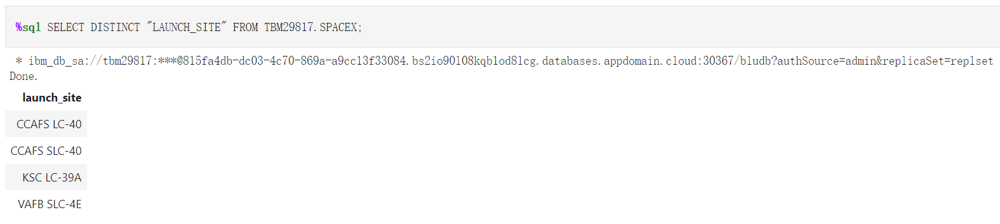 %sql SELECT DISTINCT "LAUNCH_SITE" FROM TBM29817.SPACEX;
* ibm_db_sa://tbm29817:***@815fa4db-dc03-4c70-869a-a9cc13f33084.bs2io90l08kqb1od8lcg.databases.appdomain.cloud:30367/bludb?authSource=admin&replicaSet=replset
Done.
launch_site
CCAFS LC-40
CCAFS SLC-40
KSC LC-39A
VAFB SLC-4E